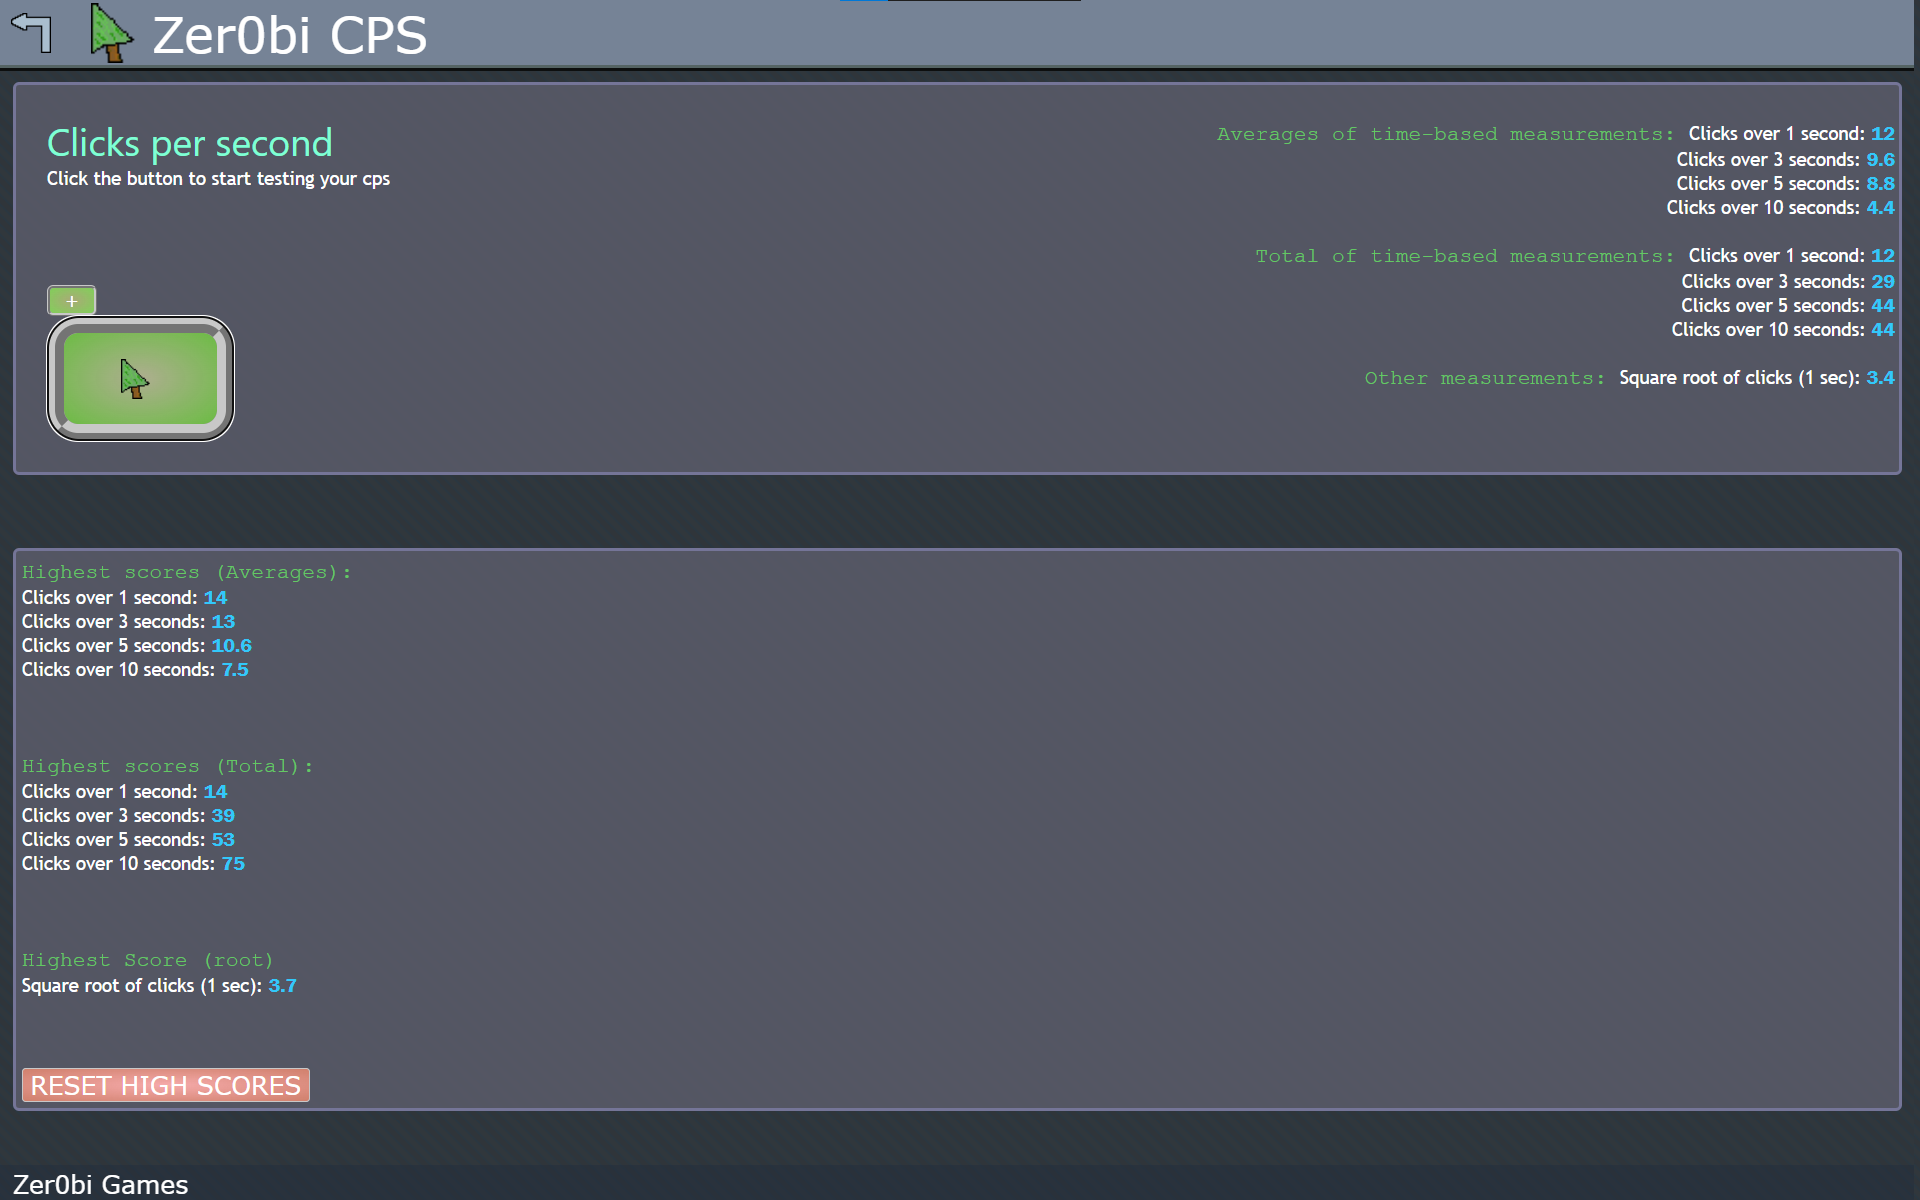 Zer0bi CPS
Clicks per second
Click the button to start testing your cps
+
Averages of time-based measurements: Clicks over 1 second: 12
Clicks over 3 seconds: 9.6
Clicks over 5 seconds: 8.8
Clicks over 10 seconds: 4.4
Total of time-based measurements: Clicks over 1 second: 12
Clicks over 3 seconds: 29
Clicks over 5 seconds: 44
Clicks over 10 seconds: 44
Other measurements: Square root of clicks (1 sec): 3.4
Highest scores (Averages):
Clicks over 1 second: 14
Clicks over 3 seconds: 13
Clicks over 5 seconds: 10.6
Clicks over 10 seconds: 7.5
Highest scores (Total):
Clicks over 1 second: 14
Clicks over 3 seconds: 39
Clicks over 5 seconds: 53
Clicks over 10 seconds: 75
Highest Score (root)
Square root of clicks (1 sec): 3.7
RESET HIGH SCORES
Zer0bi Games